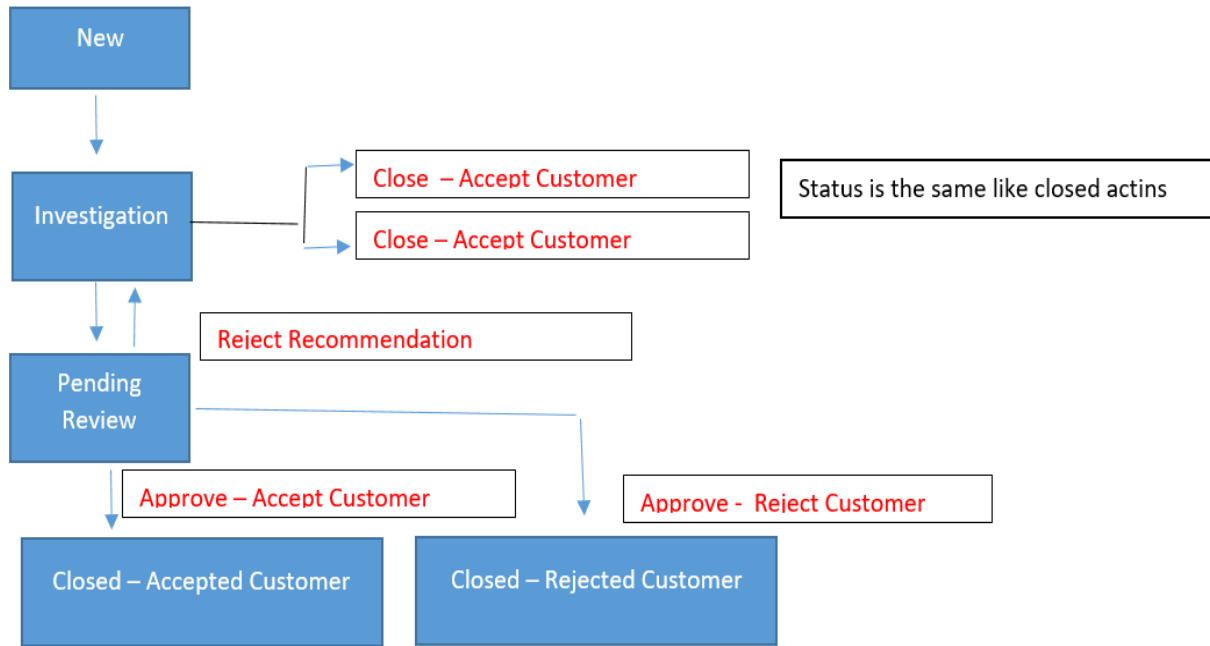 New
Close – Accept Customer
Status is the same like closed actins
Investigation
Close – Accept Customer
Reject Recommendation
Pending
Review
Approve – Accept Customer
Approve - Reject Customer
Closed – Accepted Customer
Closed – Rejected Customer